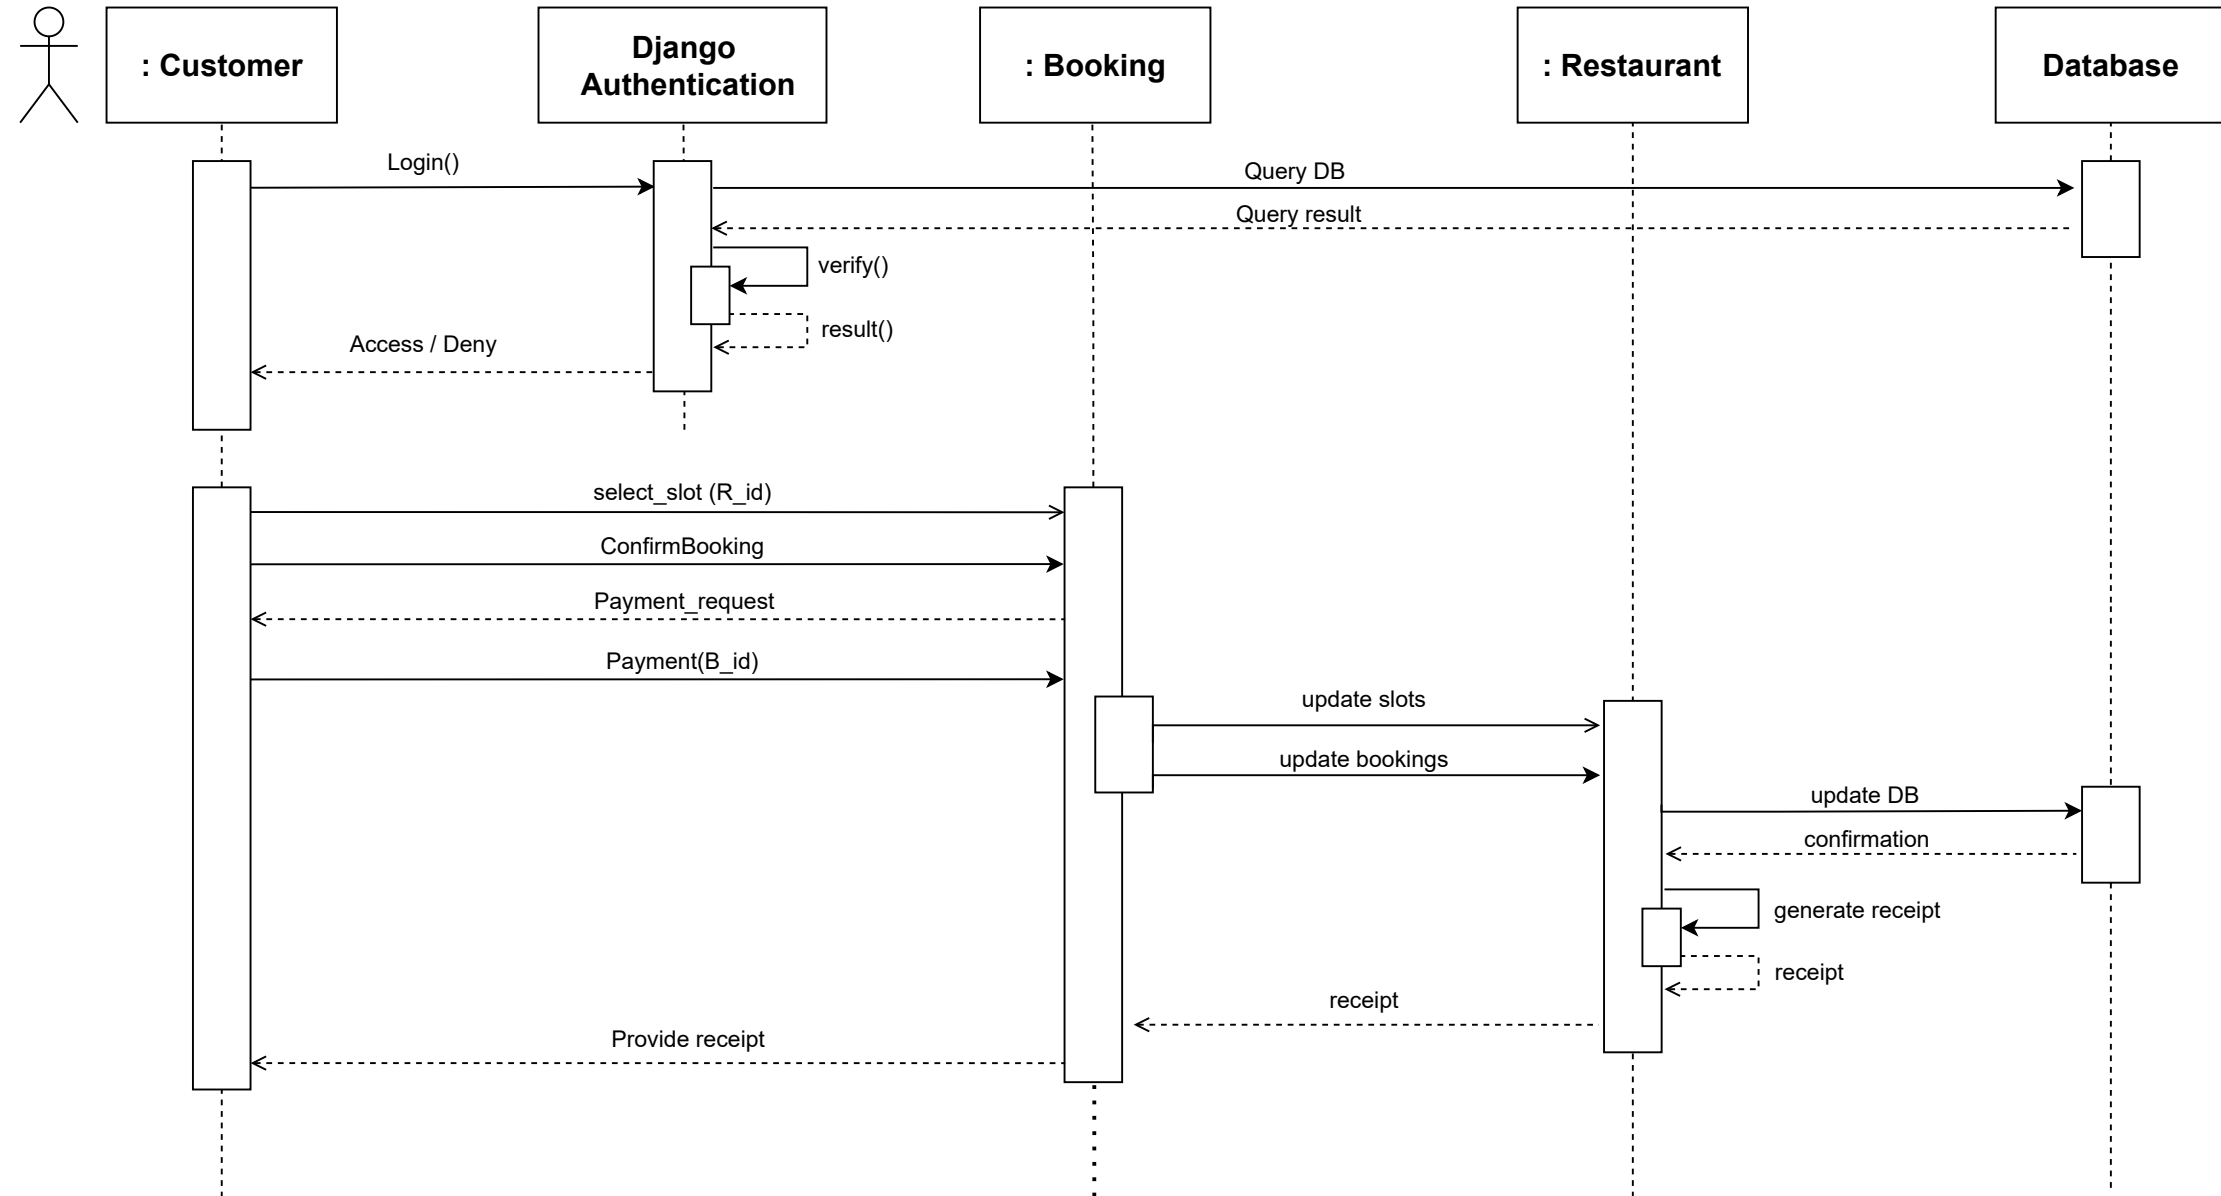 : Customer
Django
Authentication
: Booking
: Restaurant
Database
Login()
Query DB
Query result
verify()
result()
Access / Deny
select_slot (R_id)
ConfirmBooking
Payment_request
Payment(B_id)
update slots
update bookings
update DB
confirmation
generate receipt
receipt
receipt
Provide receipt